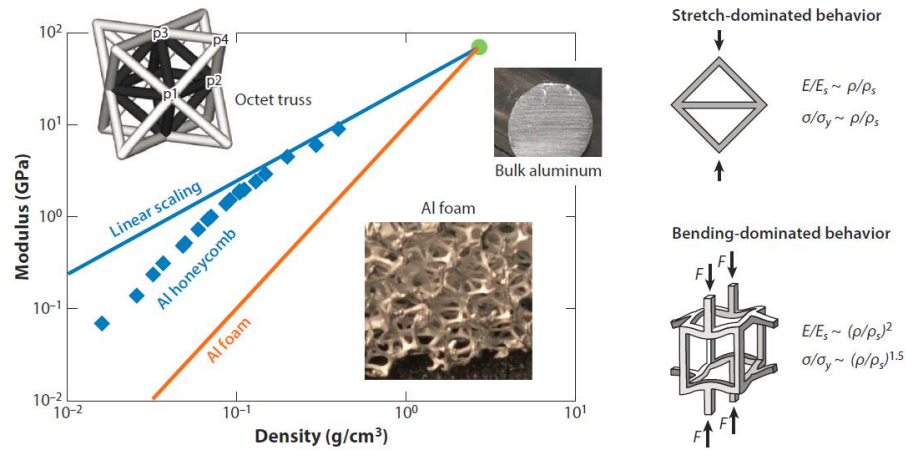 Modulus (GPa)
10²
10¹
10⁰
10⁻¹
10⁻²
10⁻²
10⁻¹
10⁰
10¹
Density (g/cm³)
p3
p4
p2
p1
Octet truss
Linear scaling
Al honeycomb
Al foam
Bulk aluminum
Al foam
Stretch-dominated behavior
E/Eₛ ~ ρ/ρₛ
σ/σᵧ ~ ρ/ρₛ
Bending-dominated behavior
F
F
E/Eₛ ~ (ρ/ρₛ)²
σ/σᵧ ~ (ρ/ρₛ)¹·⁵
F
F